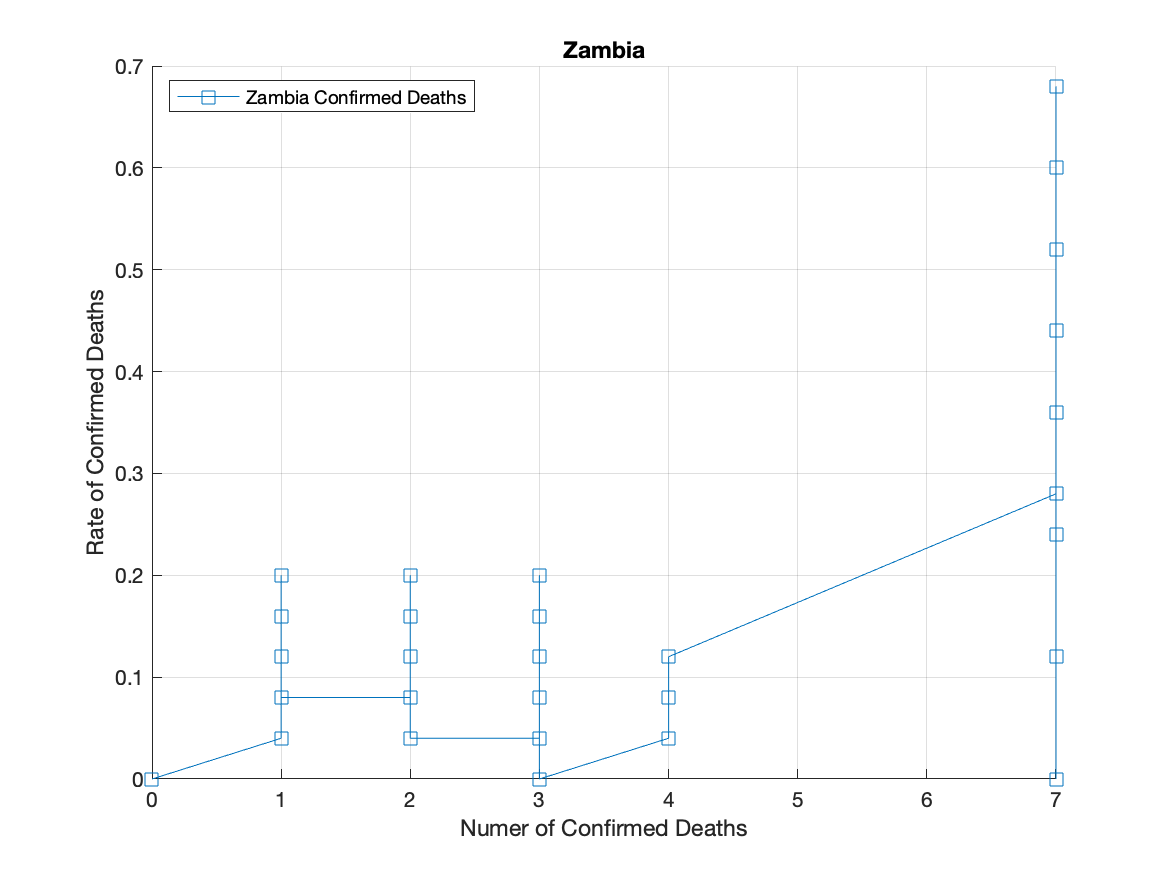 Zambia
Zambia Confirmed Deaths
0.7
0.6
0.5
0.4
0.3
0.2
0.1
0
Rate of Confirmed Deaths
0 1 2 3 4 5 6 7
Numer of Confirmed Deaths